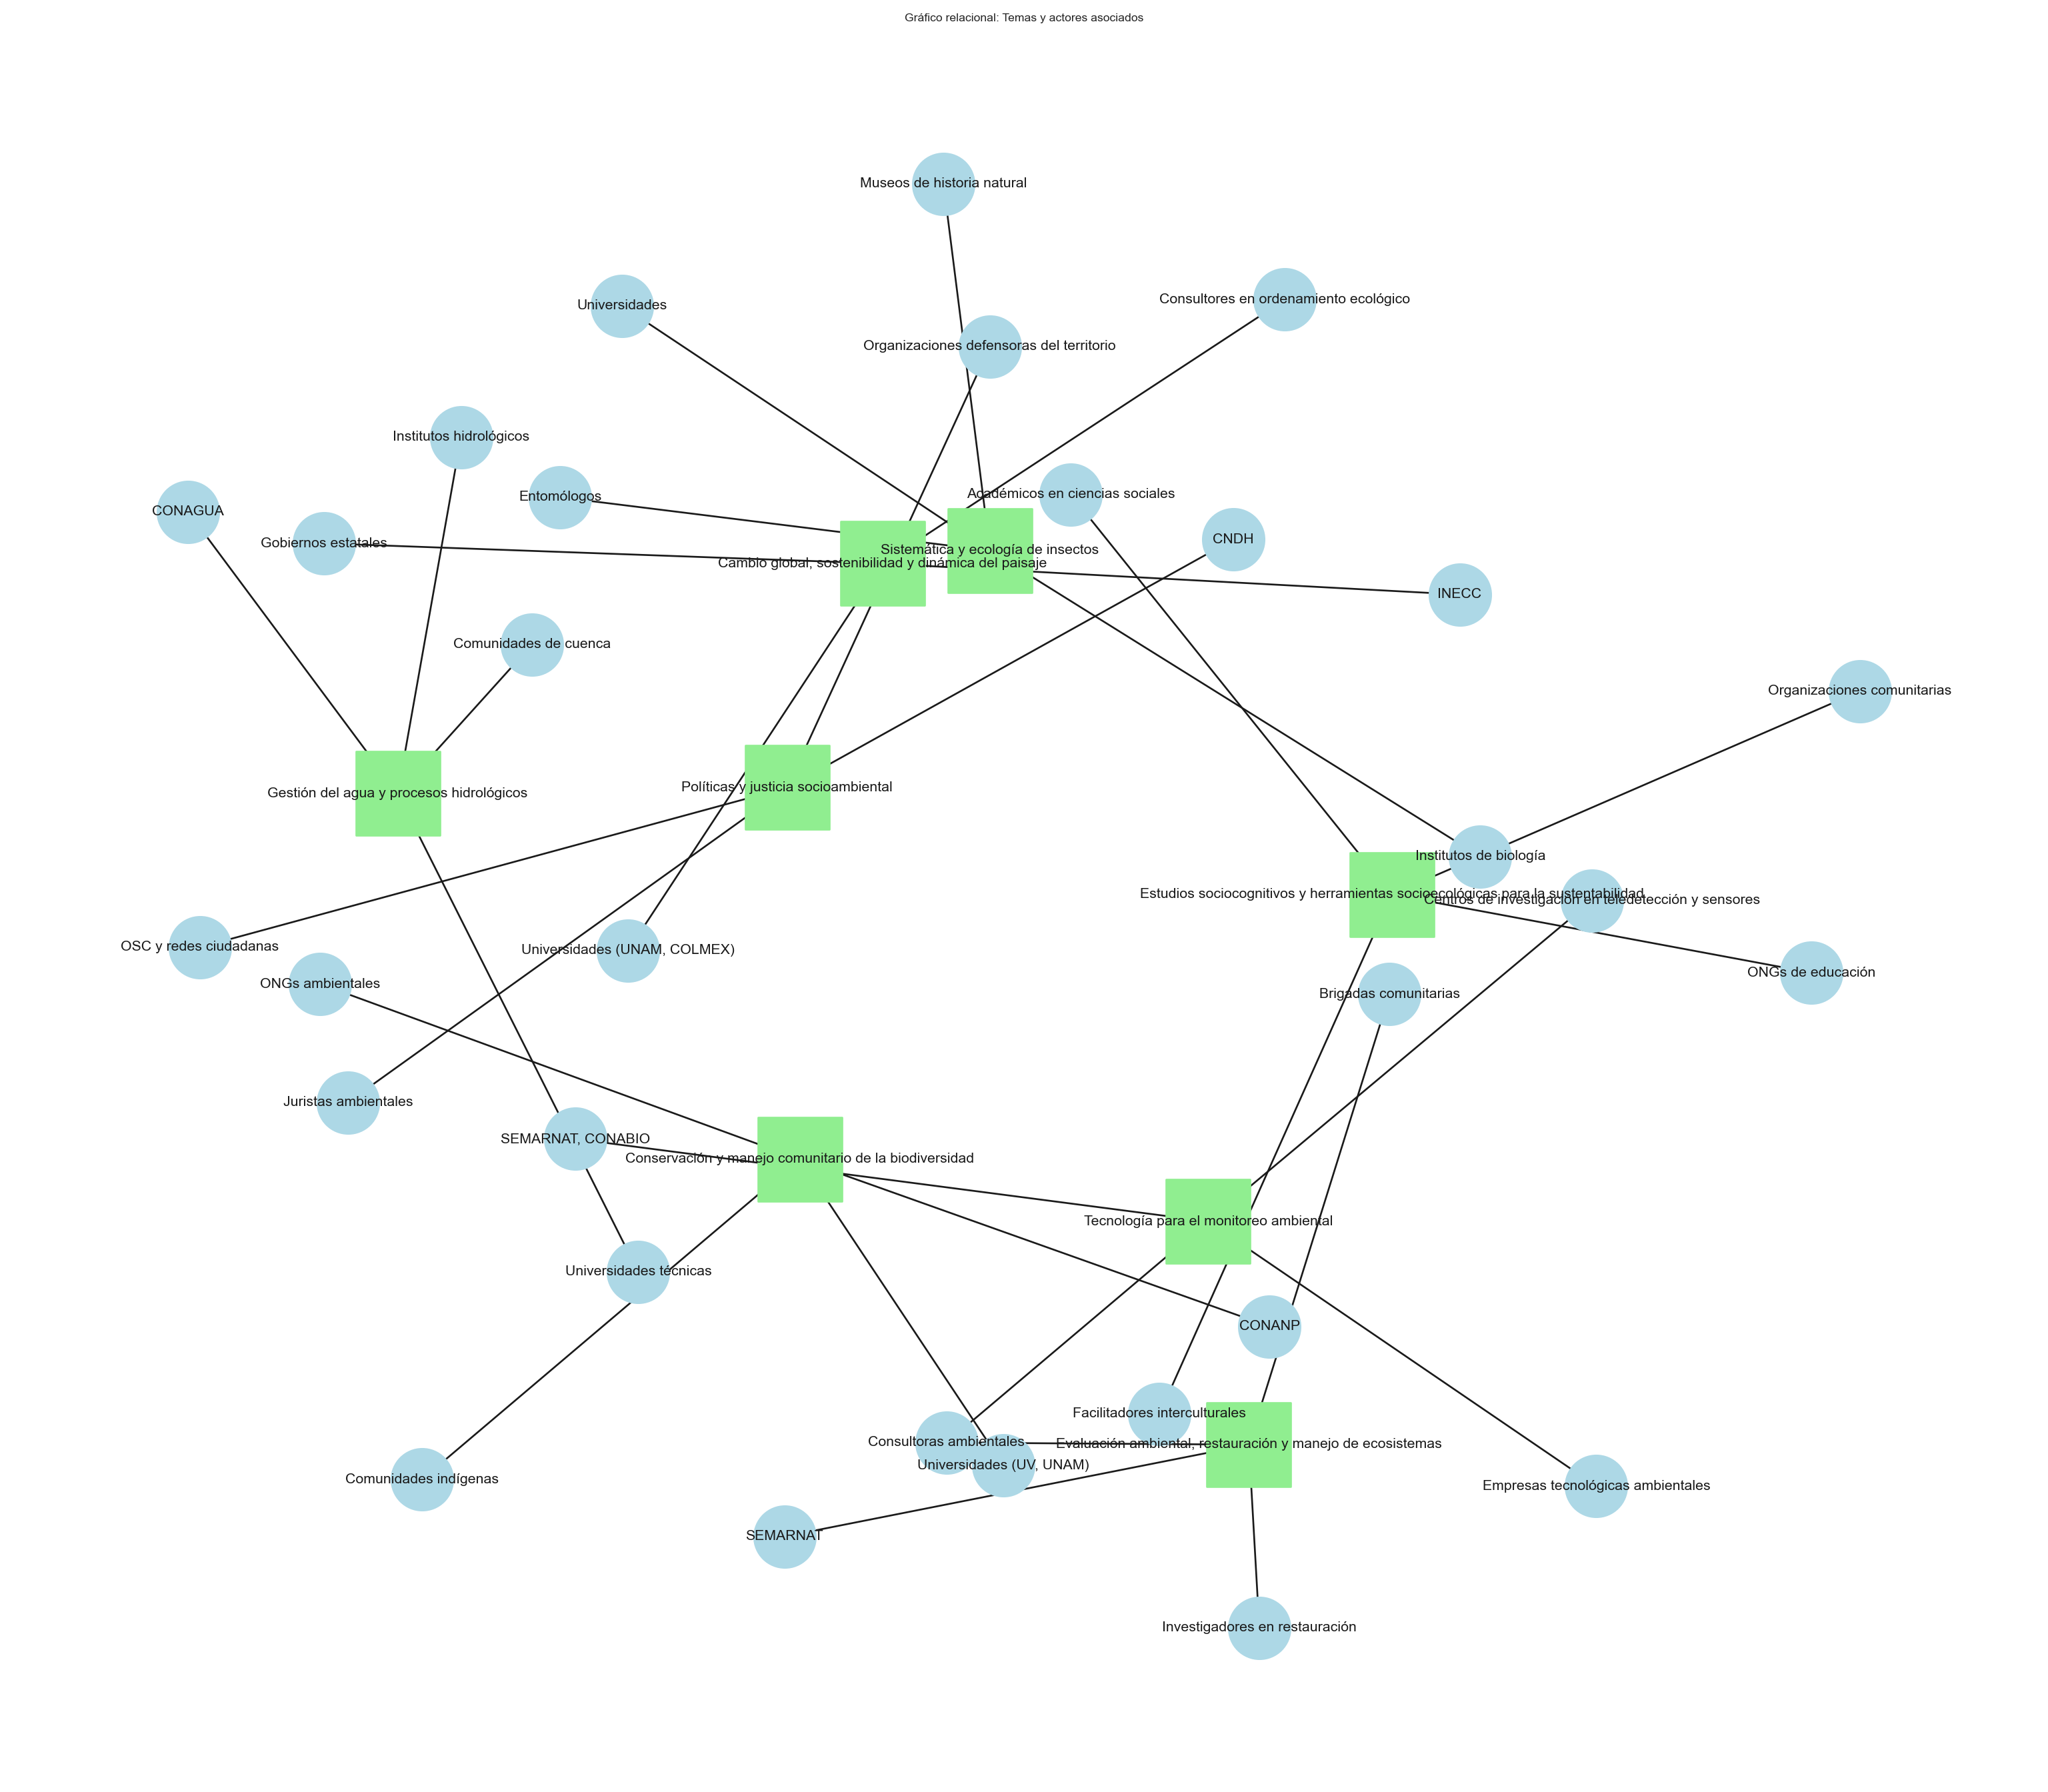 Gráfico relacional: Temas y actores asociados
Museos de historia natural
Consultores en ordenamiento ecológico
Universidades
Organizaciones defensoras del territorio
Institutos hidrológicos
Académicos en ciencias sociales
Entomólogos
CONAGUA
CNDH
Gobiernos estatales
Sistemática y ecología de insectos
Cambio global, sostenibilidad y dinámica del paisaje
INECC
Comunidades de cuenca
Organizaciones comunitarias
Políticas y justicia socioambiental
Gestión del agua y procesos hidrológicos
Institutos de biología
Estudios sociocognitivos y herramientas socioecológicas para la sustentabilidad
Centros de investigación en teledetección y sensores
OSC y redes ciudadanas
Universidades (UNAM, COLMEX)
ONGs de educación
ONGs ambientales
Brigadas comunitarias
Juristas ambientales
SEMARNAT, CONABIO
Conservación y manejo comunitario de la biodiversidad
Tecnología para el monitoreo ambiental
Universidades técnicas
CONANP
Facilitadores interculturales
Consultoras ambientales
Evaluación ambiental, restauración y manejo de ecosistemas
Universidades (UV, UNAM)
Comunidades indígenas
Empresas tecnológicas ambientales
SEMARNAT
Investigadores en restauración